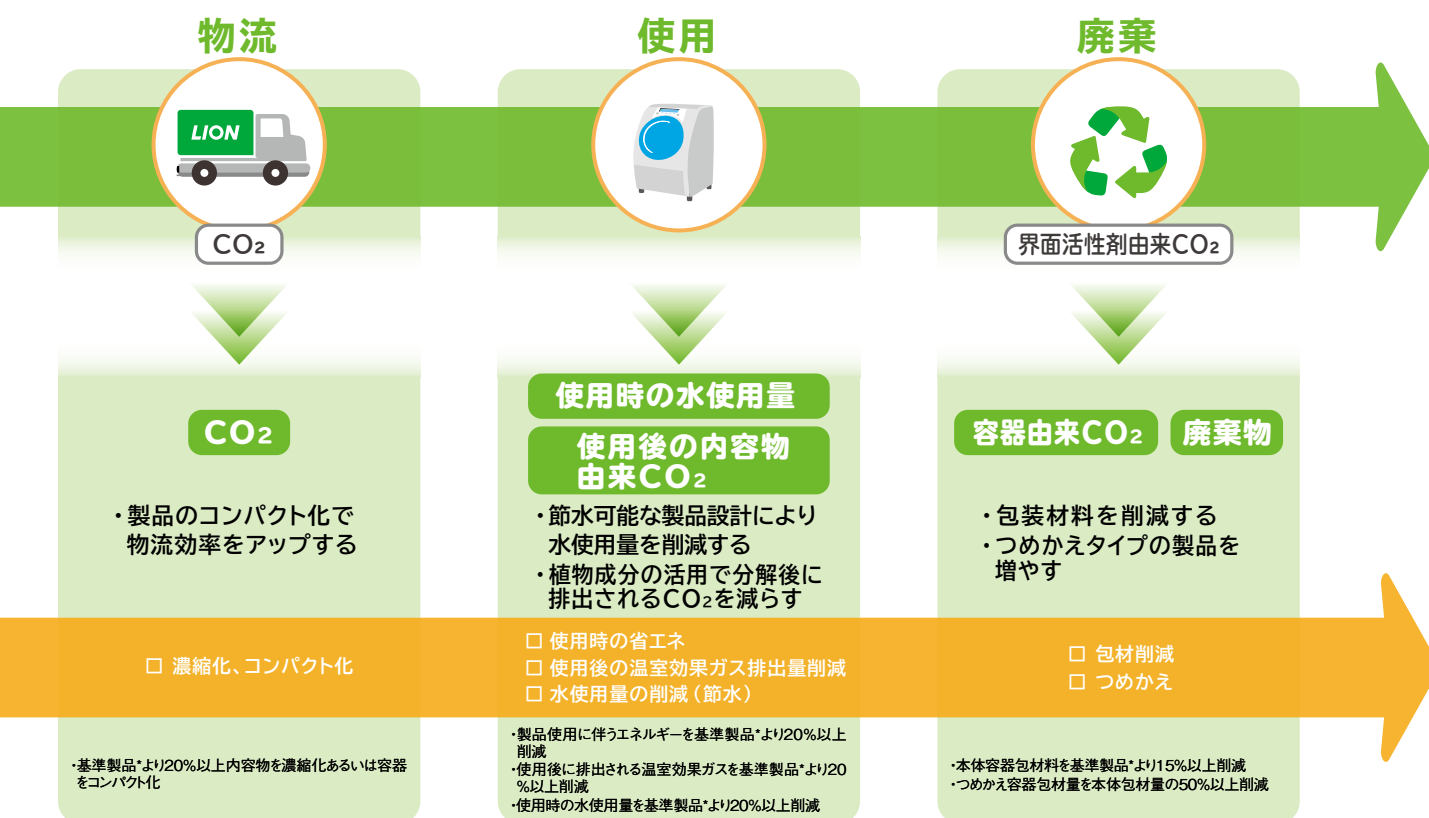 物流
LION
CO2
CO2
・製品のコンパクト化で
物流効率をアップする
□ 濃縮化、コンパクト化
・基準製品*より20%以上内容物を濃縮化あるいは容器
をコンパクト化
使用
使用時の水使用量
使用後の内容物
由来CO2
・節水可能な製品設計により
水使用量を削減する
・植物成分の活用で分解後に
排出されるCO2を減らす
□ 使用時の省エネ
□ 使用後の温室効果ガス排出量削減
□ 水使用量の削減（節水）
・製品使用に伴うエネルギーを基準製品*より20%以上
削減
・使用後に排出される温室効果ガスを基準製品*より20
%以上削減
・使用時の水使用量を基準製品*より20%以上削減
廃棄
界面活性剤由来CO2
容器由来CO2
廃棄物
・包装材料を削減する
・つめかえタイプの製品を
増やす
□ 包材削減
□ つめかえ
・本体容器包材料を基準製品*より15%以上削減
・つめかえ容器包材量を本体包材量の50%以上削減